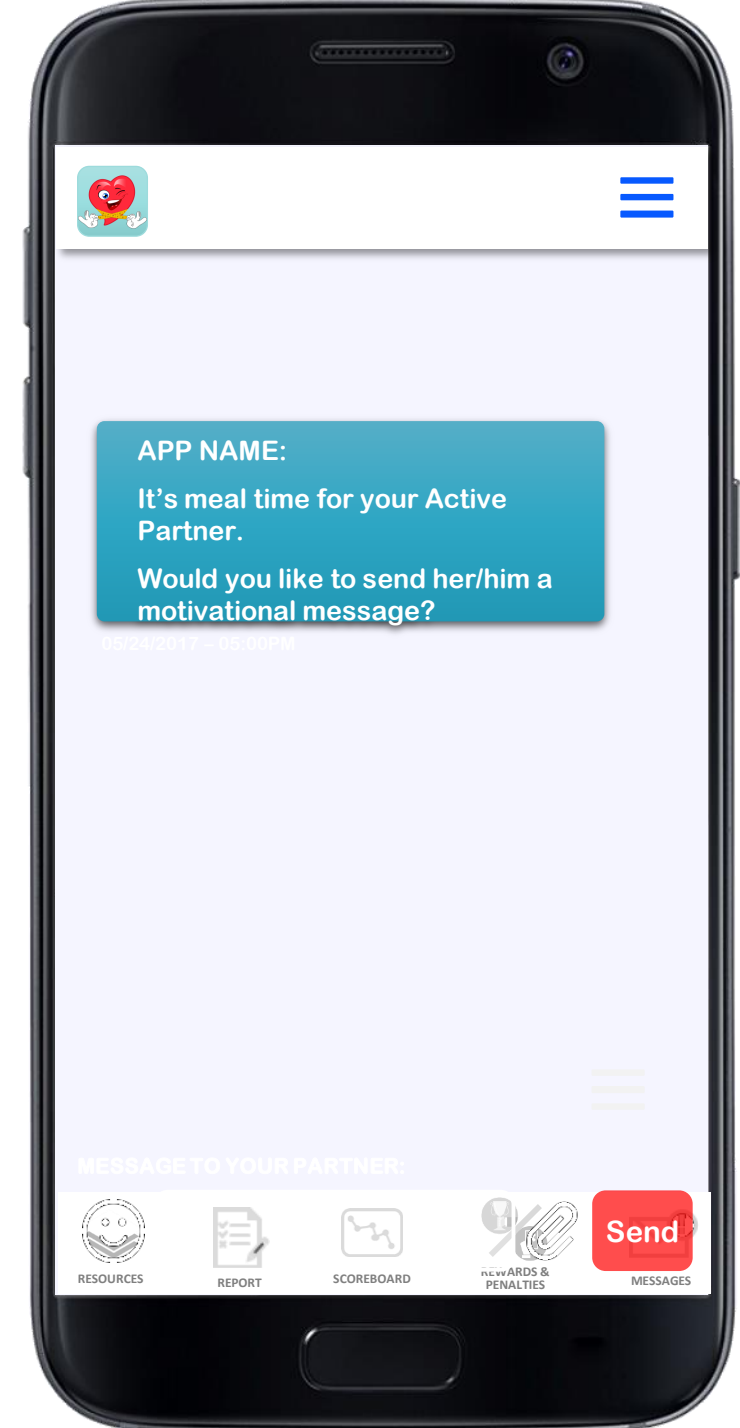 APP NAME:
It’s meal time for your Active
Partner.
Would you like to send her/him a
motivational message?
05/24/2017 – 05:00PM
MESSAGE TO YOUR PARTNER:
Send
RESOURCES
REPORT
SCOREBOARD
REWARDS &
PENALTIES
MESSAGES